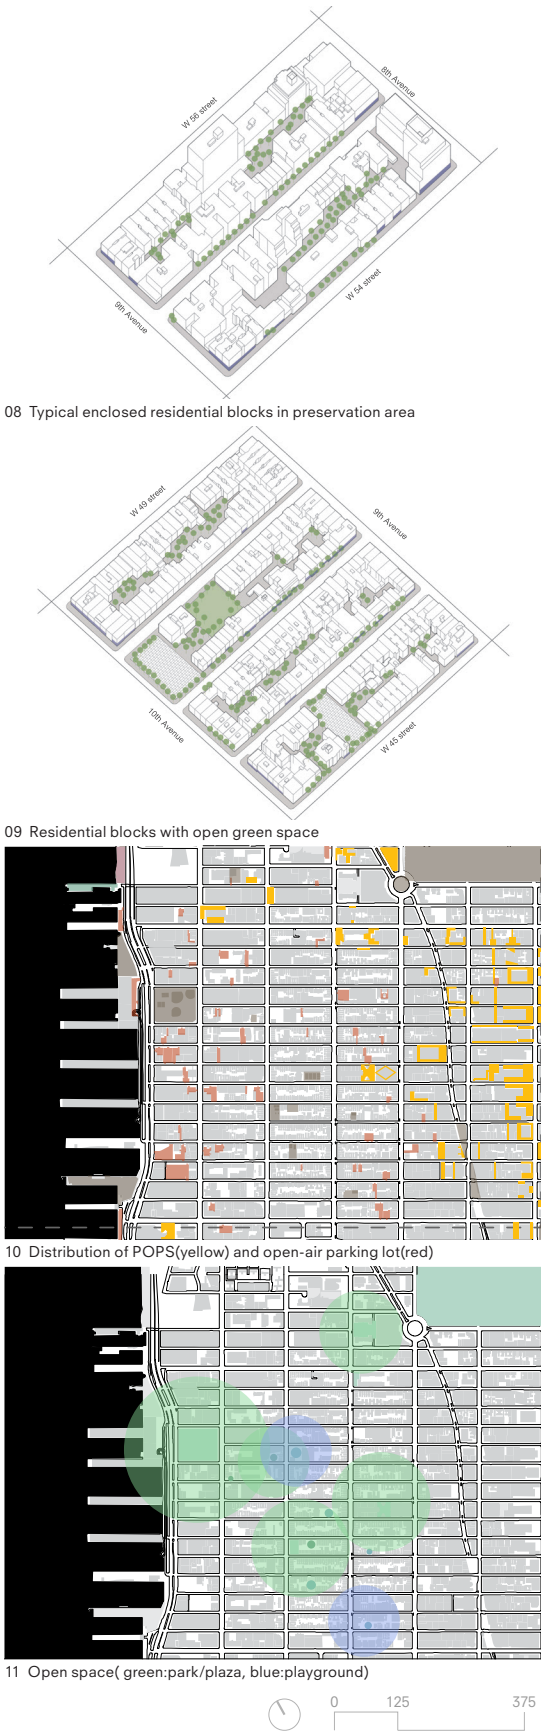 8th Avenue
W 56 street
W 54 street
9th Avenue
08 Typical enclosed residential blocks in preservation area
W 49 street
9th Avenue
10th Avenue
W 45 street
09 Residential blocks with open green space
10 Distribution of POPS(yellow) and open-air parking lot(red)
11 Open space( green:park/plaza, blue:playground)
0 125 375